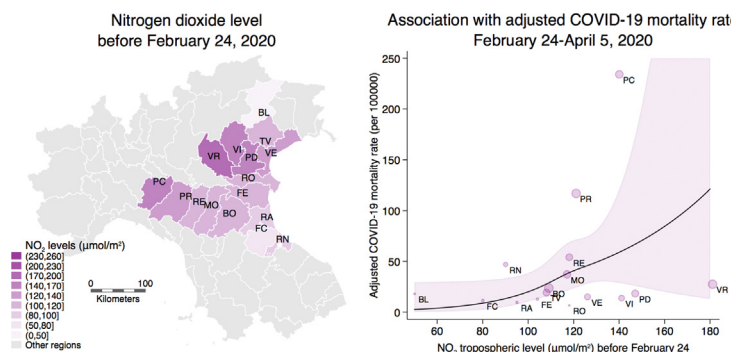 Nitrogen dioxide level
before February 24, 2020
BL
TV
VI
VR
PD
VE
RO
PC
PR
RE
MO
FE
BO
RA
FC
RN
NO₂ levels (μmol/m²)
(230,260]
(200,230]
(170,200]
(140,170]
(120,140]
(100,120]
(80,100]
(50,80]
(0,50]
Other regions
0 100
Kilometers
Association with adjusted COVID-19 mortality rate
February 24-April 5, 2020
Adjusted COVID-19 mortality rate (per 100000)
250
200
150
100
50
0
PC
PR
RE
RN
MO
BL
FC
RA
FE
BO
TV
RO
VE
VI
PD
VR
60 80 100 120 140 160 180
NO₂ tropospheric level (μmol/m²) before February 24